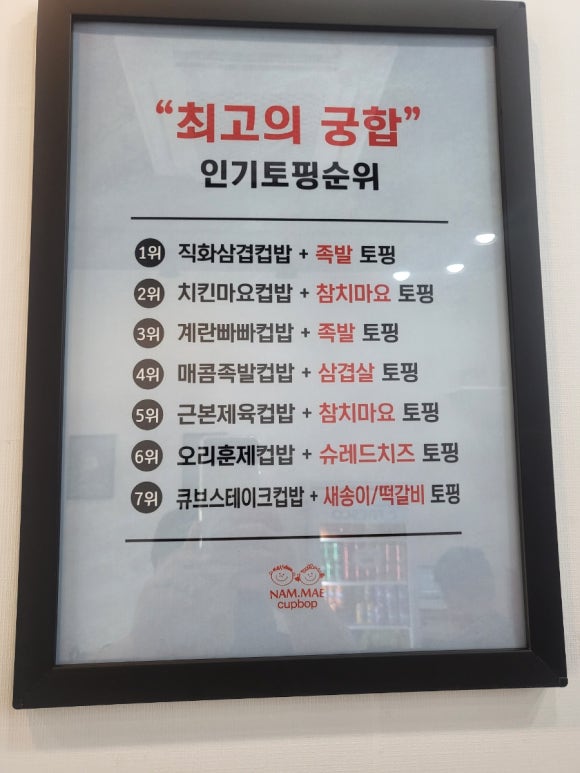 “최고의 궁합”
인기토핑순위
1위 직화삼겹컵밥 + 족발 토핑
2위 치킨마요컵밥 + 참치마요 토핑
3위 계란빠빠컵밥 + 족발 토핑
4위 매콤족발컵밥 + 삼겹살 토핑
5위 근본제육컵밥 + 참치마요 토핑
6위 오리훈제컵밥 + 슈레드치즈 토핑
7위 큐브스테이크컵밥 + 새송이/떡갈비 토핑
NAM.MAE
cupbop